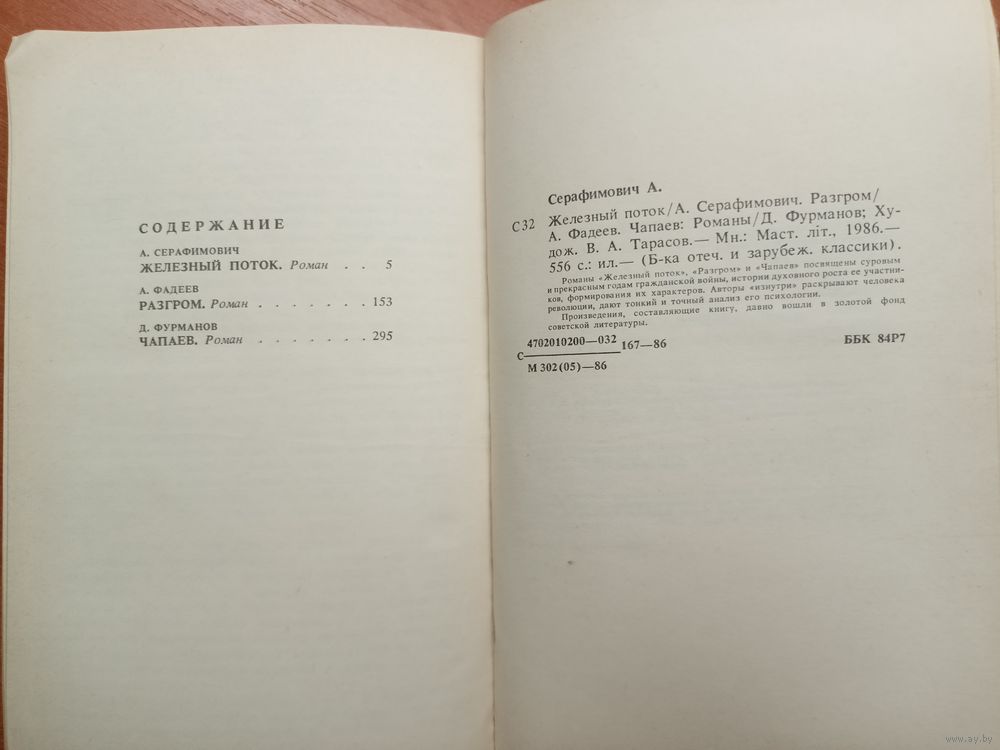 СОДЕРЖАНИЕ
А. СЕРАФИМОВИЧ
ЖЕЛЕЗНЫЙ ПОТОК. Роман . . 5
А. ФАДЕЕВ
РАЗГРОМ. Роман . . . . . . . 153
Д. ФУРМАНОВ
ЧАПАЕВ. Роман . . . . . . . 295
Серафимович А.
С32 Железный поток/А. Серафимович. Разгром/
А. Фадеев. Чапаев: Романы/Д. Фурманов; Ху-
дож. В. А. Тарасов.— Мн.: Маст. літ., 1986.—
556 с.: ил.— (Б-ка отеч. и зарубеж. классики).
Романы «Железный поток», «Разгром» и «Чапаев» посвящены суровым
и прекрасным годам гражданской войны, истории духовного роста ее участни-
ков, формирования их характеров. Авторы «изнутри» раскрывают человека
революции, дают тонкий и точный анализ его психологии.
Произведения, составляющие книгу, давно вошли в золотой фонд
советской литературы.
4702010200—032
С 167—86
М 302(05)—86
ББК 84Р7
www.ay.by